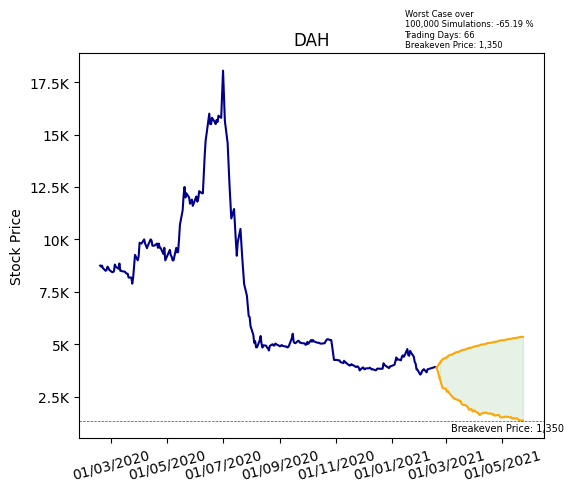 Worst Case over
100,000 Simulations: -65.19 %
Trading Days: 66
Breakeven Price: 1,350
DAH
Stock Price
17.5K
15K
12.5K
10K
7.5K
5K
2.5K
Breakeven Price: 1,350
01/03/2020 01/05/2020 01/07/2020 01/09/2020 01/11/2020 01/01/2021 01/03/2021 01/05/2021